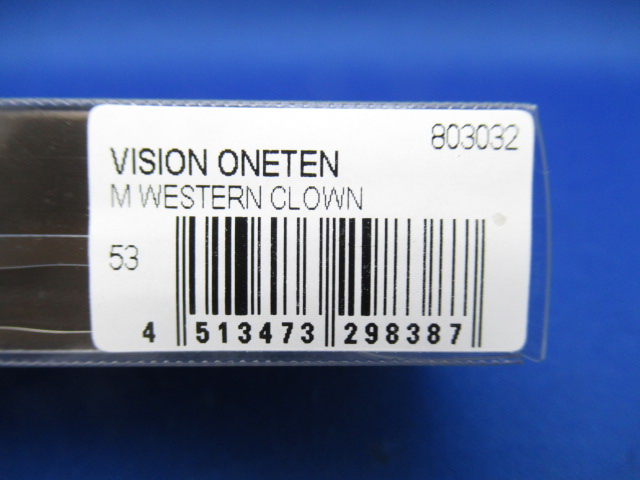 803032
VISION ONETEN
M WESTERN CLOWN
53
4 513473 298387